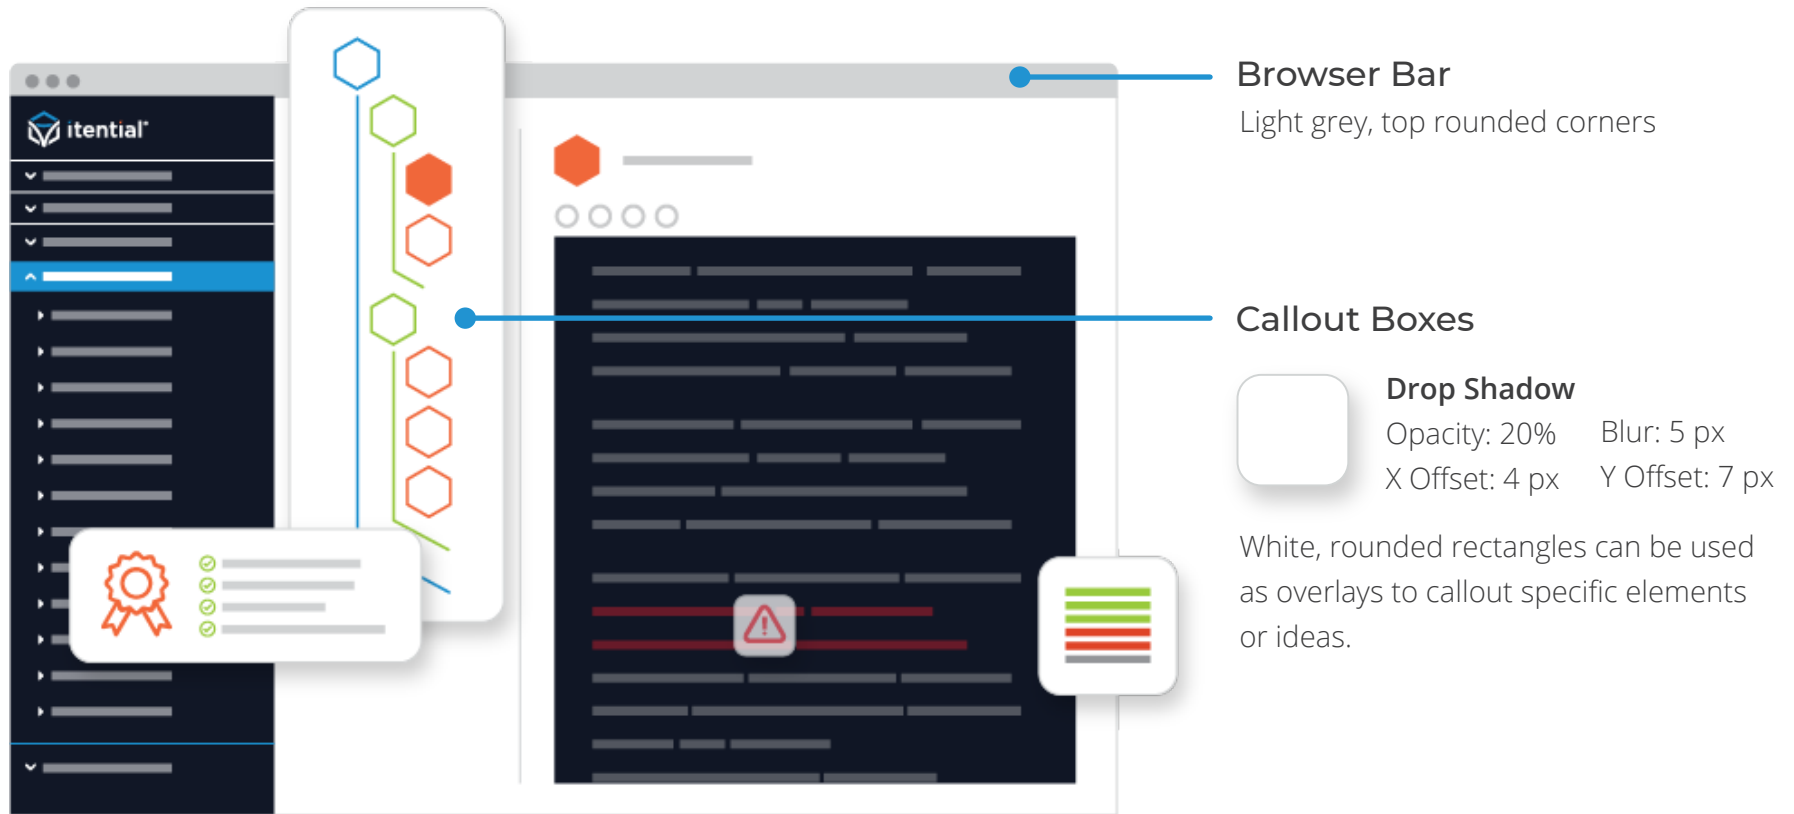 itential
Browser Bar
Light grey, top rounded corners
Callout Boxes
Drop Shadow
Opacity: 20%
Blur: 5 px
X Offset: 4 px
Y Offset: 7 px
White, rounded rectangles can be used
as overlays to callout specific elements
or ideas.